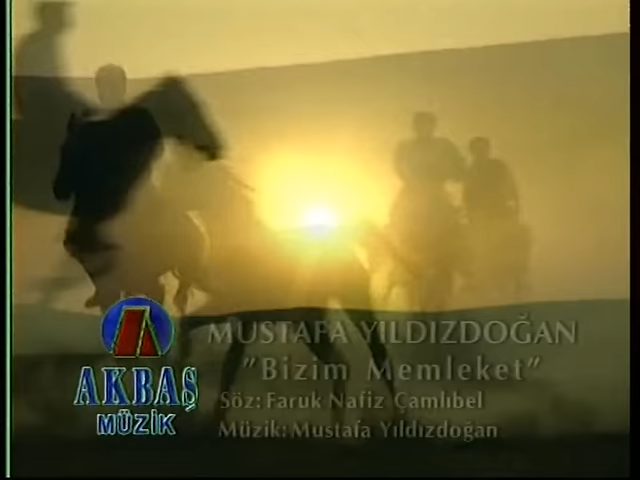 MUSTAFA YILDIZDOĞAN
"Bizim Memleket"
Söz: Faruk Nafiz Çamlıbel
Müzik: Mustafa Yıldızdoğan
AKBAŞ
MÜZİK